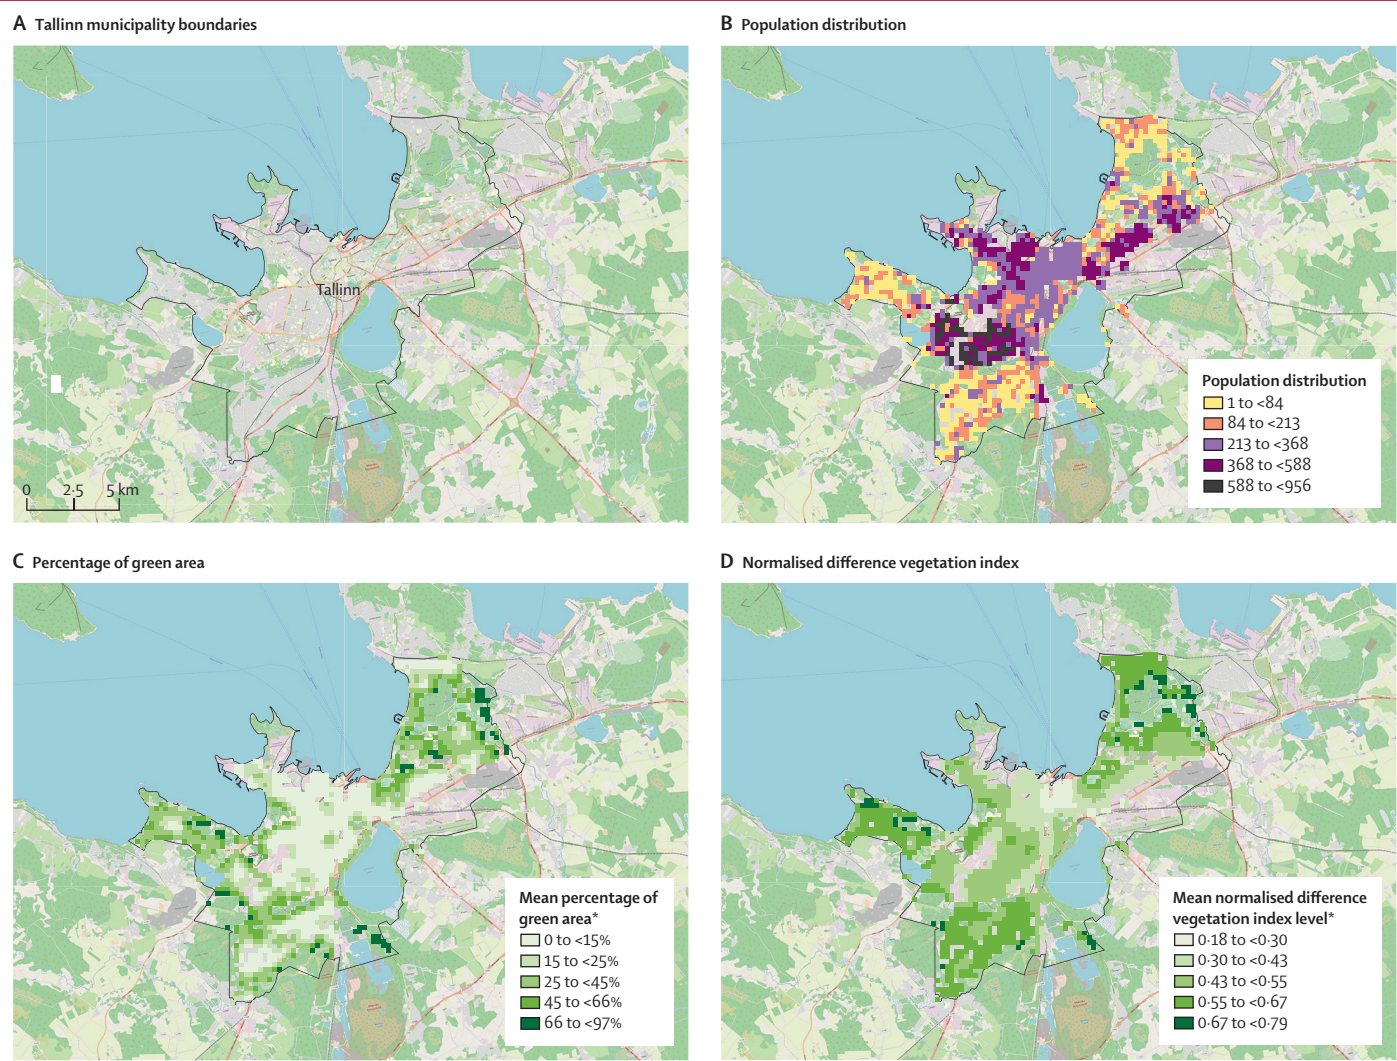 A Tallinn municipality boundaries
Tallinn
0 2·5 5 km
B Population distribution
Population distribution
1 to <84
84 to <213
213 to <368
368 to <588
588 to <956
C Percentage of green area
Mean percentage of
green area*
0 to <15%
15 to <25%
25 to <45%
45 to <66%
66 to <97%
D Normalised difference vegetation index
Mean normalised difference
vegetation index level*
0·18 to <0·30
0·30 to <0·43
0·43 to <0·55
0·55 to <0·67
0·67 to <0·79